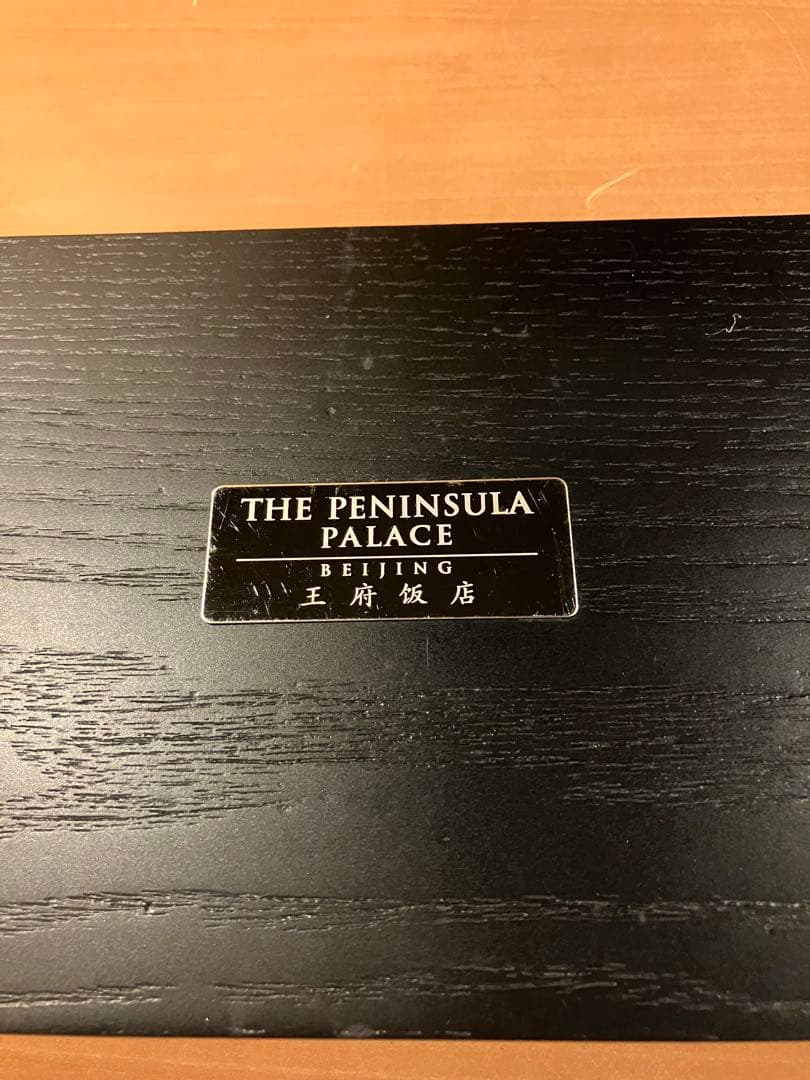 THE PENINSULA
PALACE
BEIJING
王府饭店